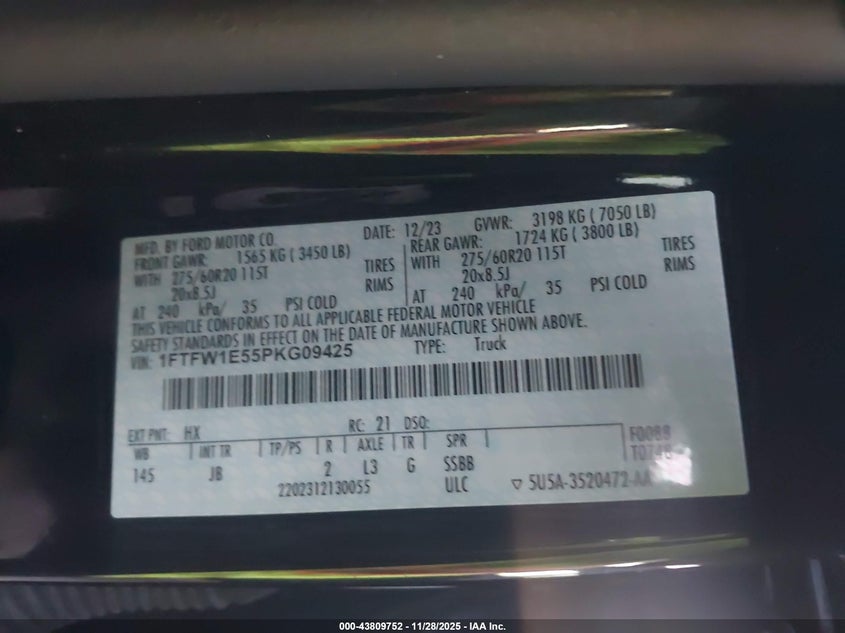 MFD. BY FORD MOTOR CO. DATE: 12/23 GVWR: 3198 KG ( 7050 LB)
FRONT GAWR: 1565 KG ( 3450 LB) REAR GAWR: 1724 KG ( 3800 LB)
WITH 275/60R20 115T TIRES WITH 275/60R20 115T TIRES
20x8.5J RIMS 20x8.5J RIMS
AT 240 kPa/ 35 PSI COLD AT 240 kPa/ 35 PSI COLD
THIS VEHICLE CONFORMS TO ALL APPLICABLE FEDERAL MOTOR VEHICLE
SAFETY STANDARDS IN EFFECT ON THE DATE OF MANUFACTURE SHOWN ABOVE.
VIN: 1FTFW1E55PKG09425 TYPE: Truck
EXT PNT: HX RC: 21 DSO:
WB INT TR TP/PS R AXLE TR SPR F0088
145 JB 2 L3 G SSBB
2202312130055 ULC 5U5A-3520472-AA
000-43809752 - 11/28/2025 - IAA Inc.